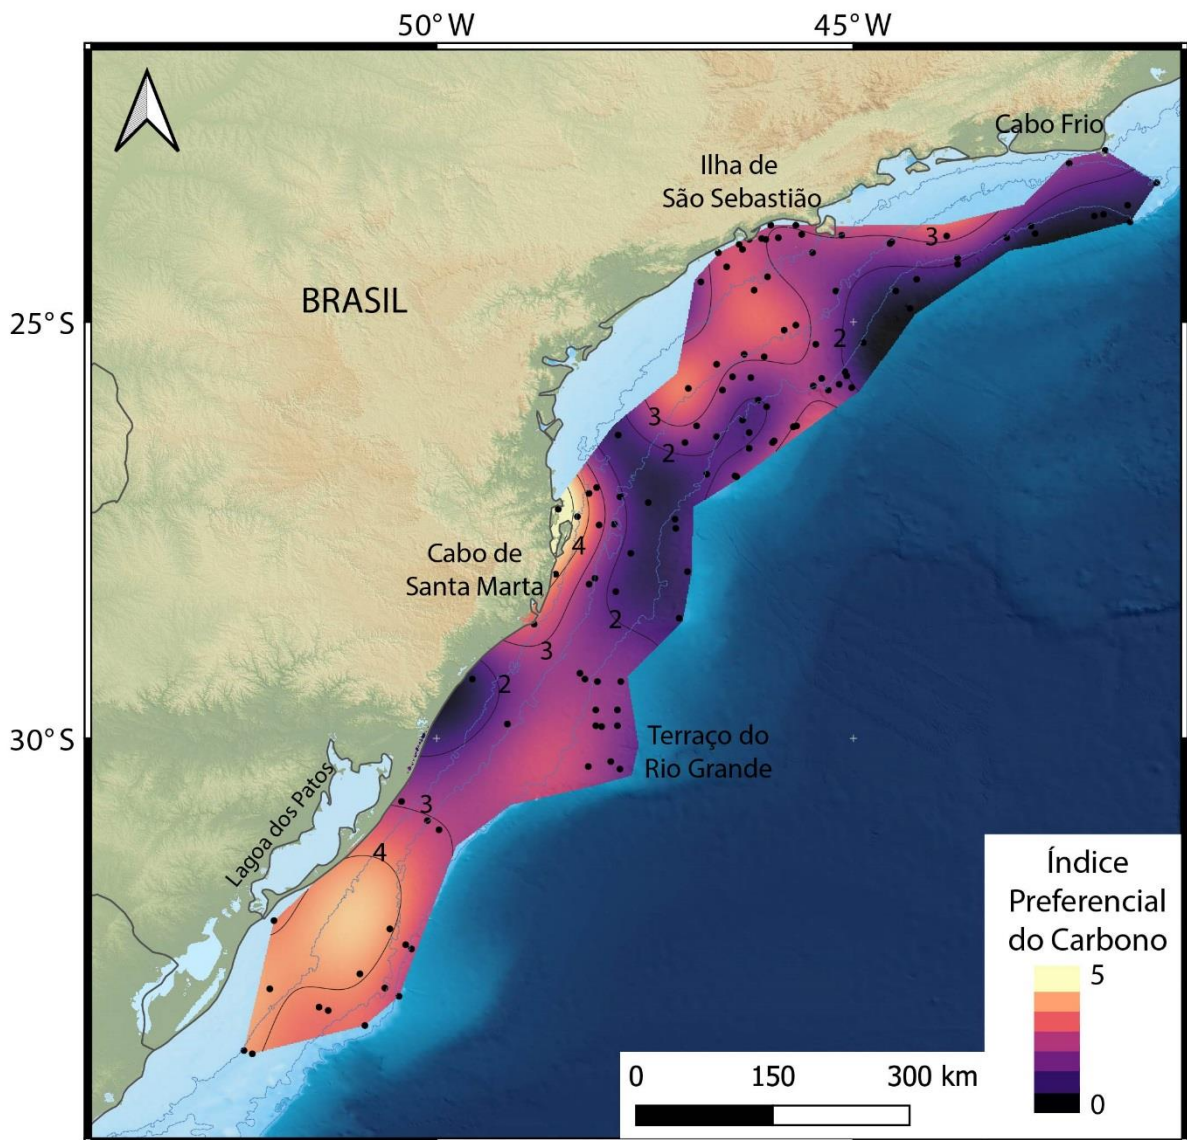 50° W
45° W
Cabo Frio
Ilha de
São Sebastião
3
BRASIL
25° S
2
3
2
4
Cabo de
Santa Marta
2
3
2
30° S
Terraço do
Rio Grande
Lagoa dos Patos
3
4
Índice
Preferencial
do Carbono
5
0
0
150
300 km